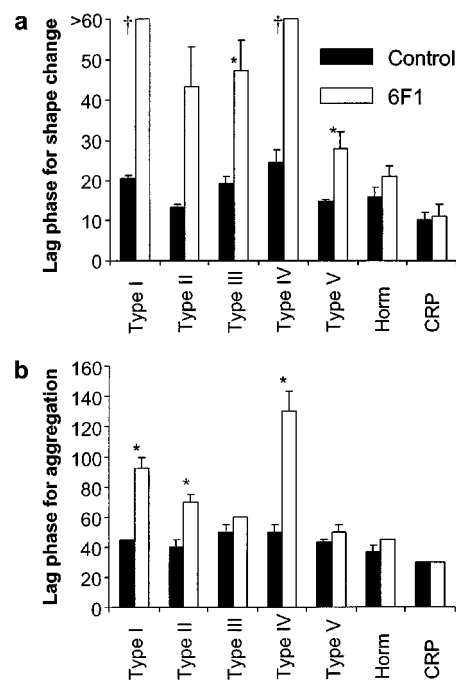 a
Lag phase for shape change
>60
50
40
30
20
10
0
†
*
†
*
Control
6F1
Type I
Type II
Type III
Type IV
Type V
Horm
CRP
b
Lag phase for aggregation
160
140
120
100
80
60
40
20
0
*
*
*
Type I
Type II
Type III
Type IV
Type V
Horm
CRP